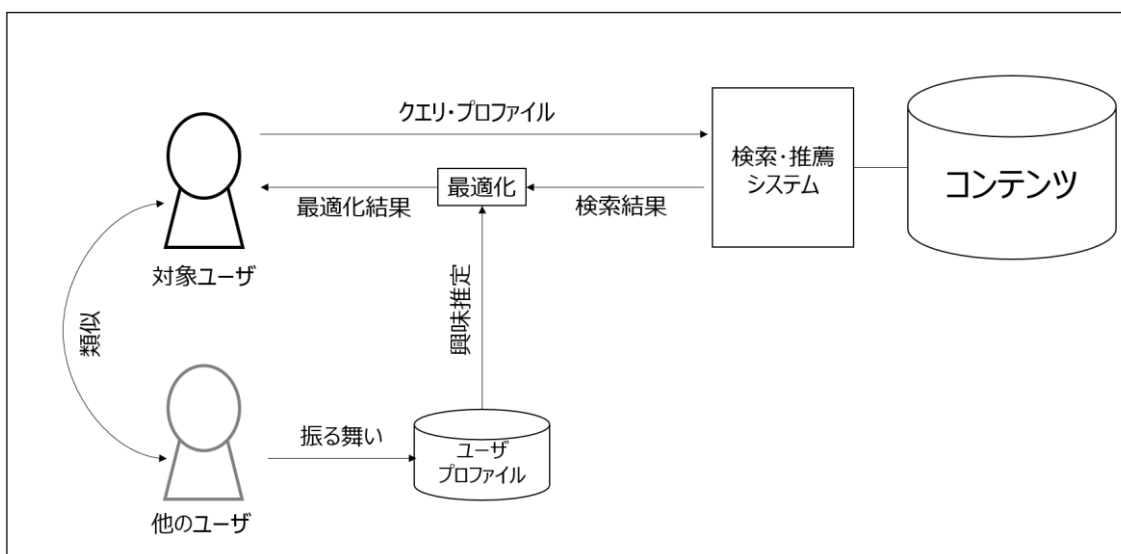 クエリ・プロファイル
検索・推薦
システム
コンテンツ
最適化
最適化結果
検索結果
対象ユーザ
類似
興味推定
振る舞い
ユーザ
プロファイル
他のユーザ